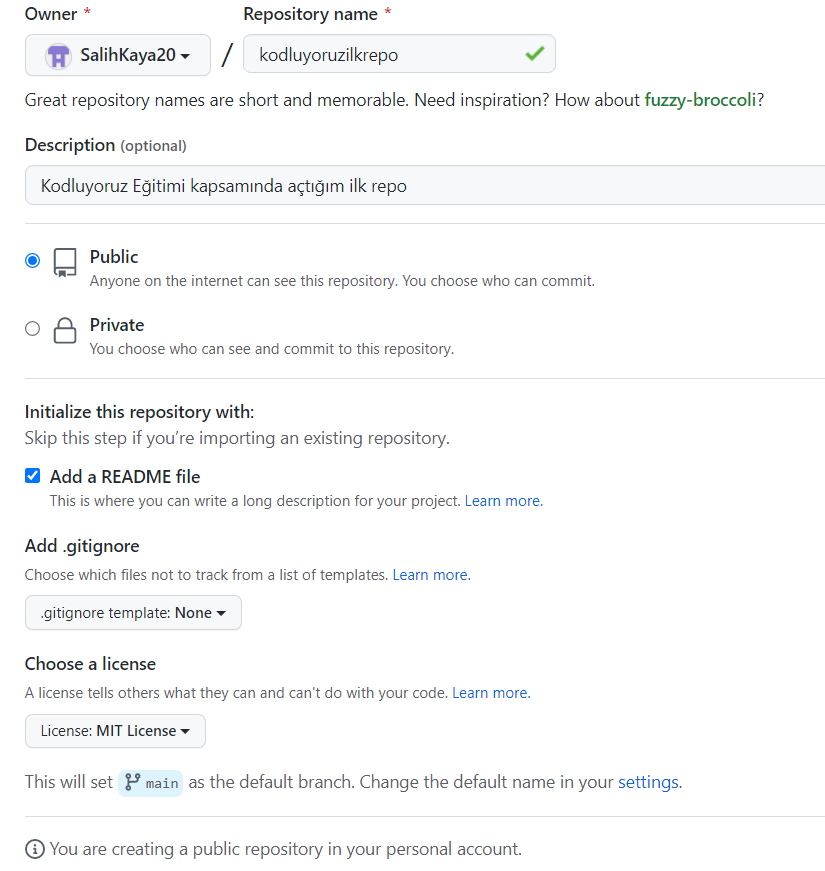 Owner *
Repository name *
SalihKaya20
/
kodluyoruzilkrepo
Great repository names are short and memorable. Need inspiration? How about fuzzy-broccoli?
Description (optional)
Kodluyoruz Eğitimi kapsamında açtığım ilk repo
Public
Anyone on the internet can see this repository. You choose who can commit.
Private
You choose who can see and commit to this repository.
Initialize this repository with:
Skip this step if you’re importing an existing repository.
Add a README file
This is where you can write a long description for your project. Learn more.
Add .gitignore
Choose which files not to track from a list of templates. Learn more.
.gitignore template: None
Choose a license
A license tells others what they can and can't do with your code. Learn more.
License: MIT License
This will set main as the default branch. Change the default name in your settings.
You are creating a public repository in your personal account.